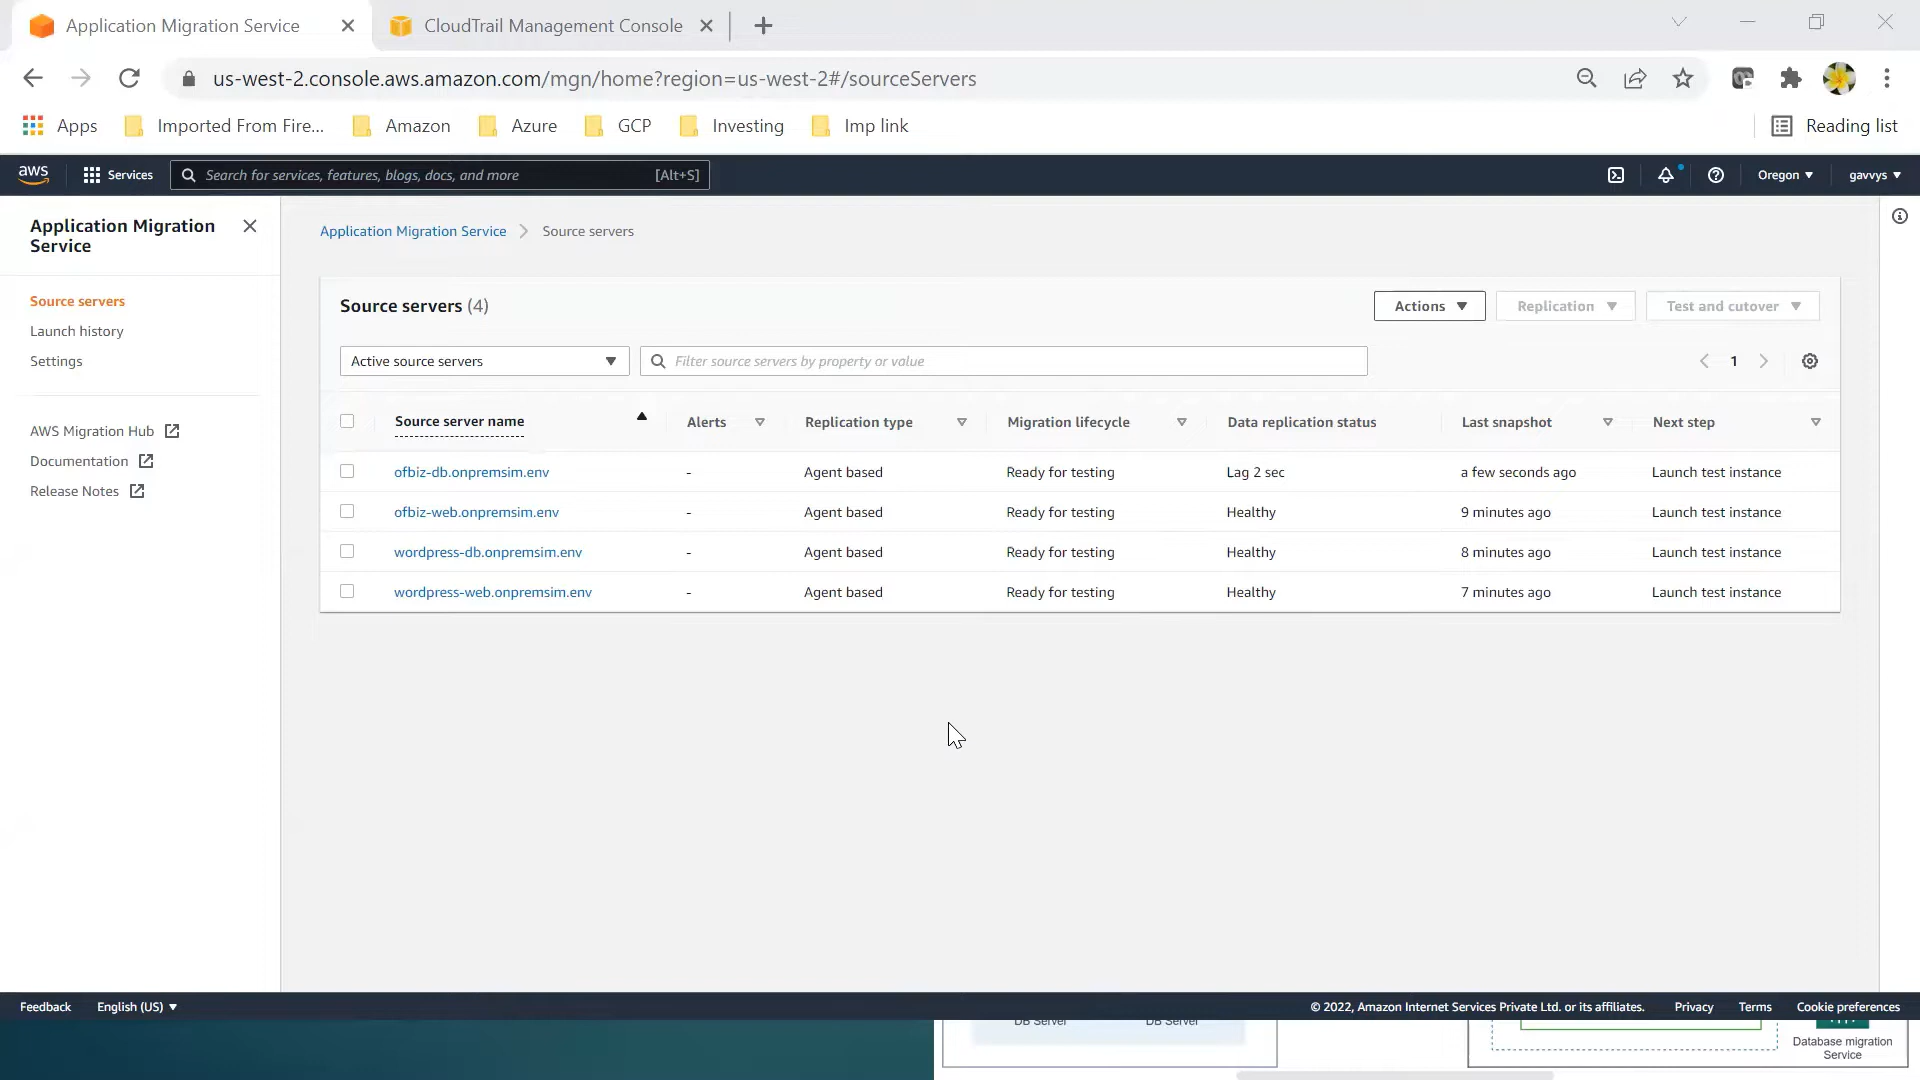 Application Migration Service
CloudTrail Management Console
us-west-2.console.aws.amazon.com/mgn/home?region=us-west-2#/sourceServers
Apps
Imported From Fire...
Amazon
Azure
GCP
Investing
Imp link
Reading list
aws
Services
Search for services, features, blogs, docs, and more
[Alt+S]
Oregon
gavvys
Application Migration
Service
Source servers
Launch history
Settings
AWS Migration Hub
Documentation
Release Notes
Application Migration Service
Source servers
Source servers (4)
Actions
Replication
Test and cutover
Active source servers
Filter source servers by property or value
1
Source server name
Alerts
Replication type
Migration lifecycle
Data replication status
Last snapshot
Next step
ofbiz-db.onpremsim.env
-
Agent based
Ready for testing
Lag 2 sec
a few seconds ago
Launch test instance
ofbiz-web.onpremsim.env
-
Agent based
Ready for testing
Healthy
9 minutes ago
Launch test instance
wordpress-db.onpremsim.env
-
Agent based
Ready for testing
Healthy
8 minutes ago
Launch test instance
wordpress-web.onpremsim.env
-
Agent based
Ready for testing
Healthy
7 minutes ago
Launch test instance
Feedback
English (US)
© 2022, Amazon Internet Services Private Ltd. or its affiliates.
Privacy
Terms
Cookie preferences
DB Server
DB Server
Database migration
Service